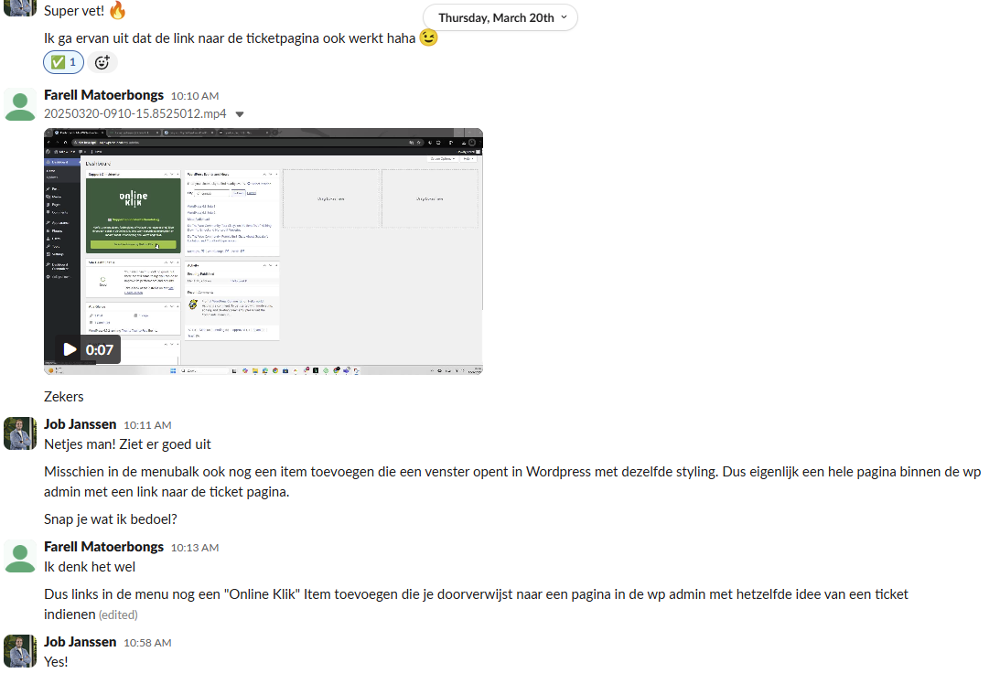 Super vet! 🔥
Thursday, March 20th
Ik ga ervan uit dat de link naar de ticketpagina ook werkt haha 😉
✅ 1
Farell Matoerbongs 10:10 AM
20250320-0910-15.8525012.mp4
Dashboard
online
klik
Drag boxes here
Drag boxes here
0:07
Zekers
Job Janssen 10:11 AM
Netjes man! Ziet er goed uit
Misschien in de menubalk ook nog een item toevoegen die een venster opent in Wordpress met dezelfde styling. Dus eigenlijk een hele pagina binnen de wp
admin met een link naar de ticket pagina.
Snap je wat ik bedoel?
Farell Matoerbongs 10:13 AM
Ik denk het wel
Dus links in de menu nog een "Online Klik" Item toevoegen die je doorverwijst naar een pagina in de wp admin met hetzelfde idee van een ticket
indienen (edited)
Job Janssen 10:58 AM
Yes!